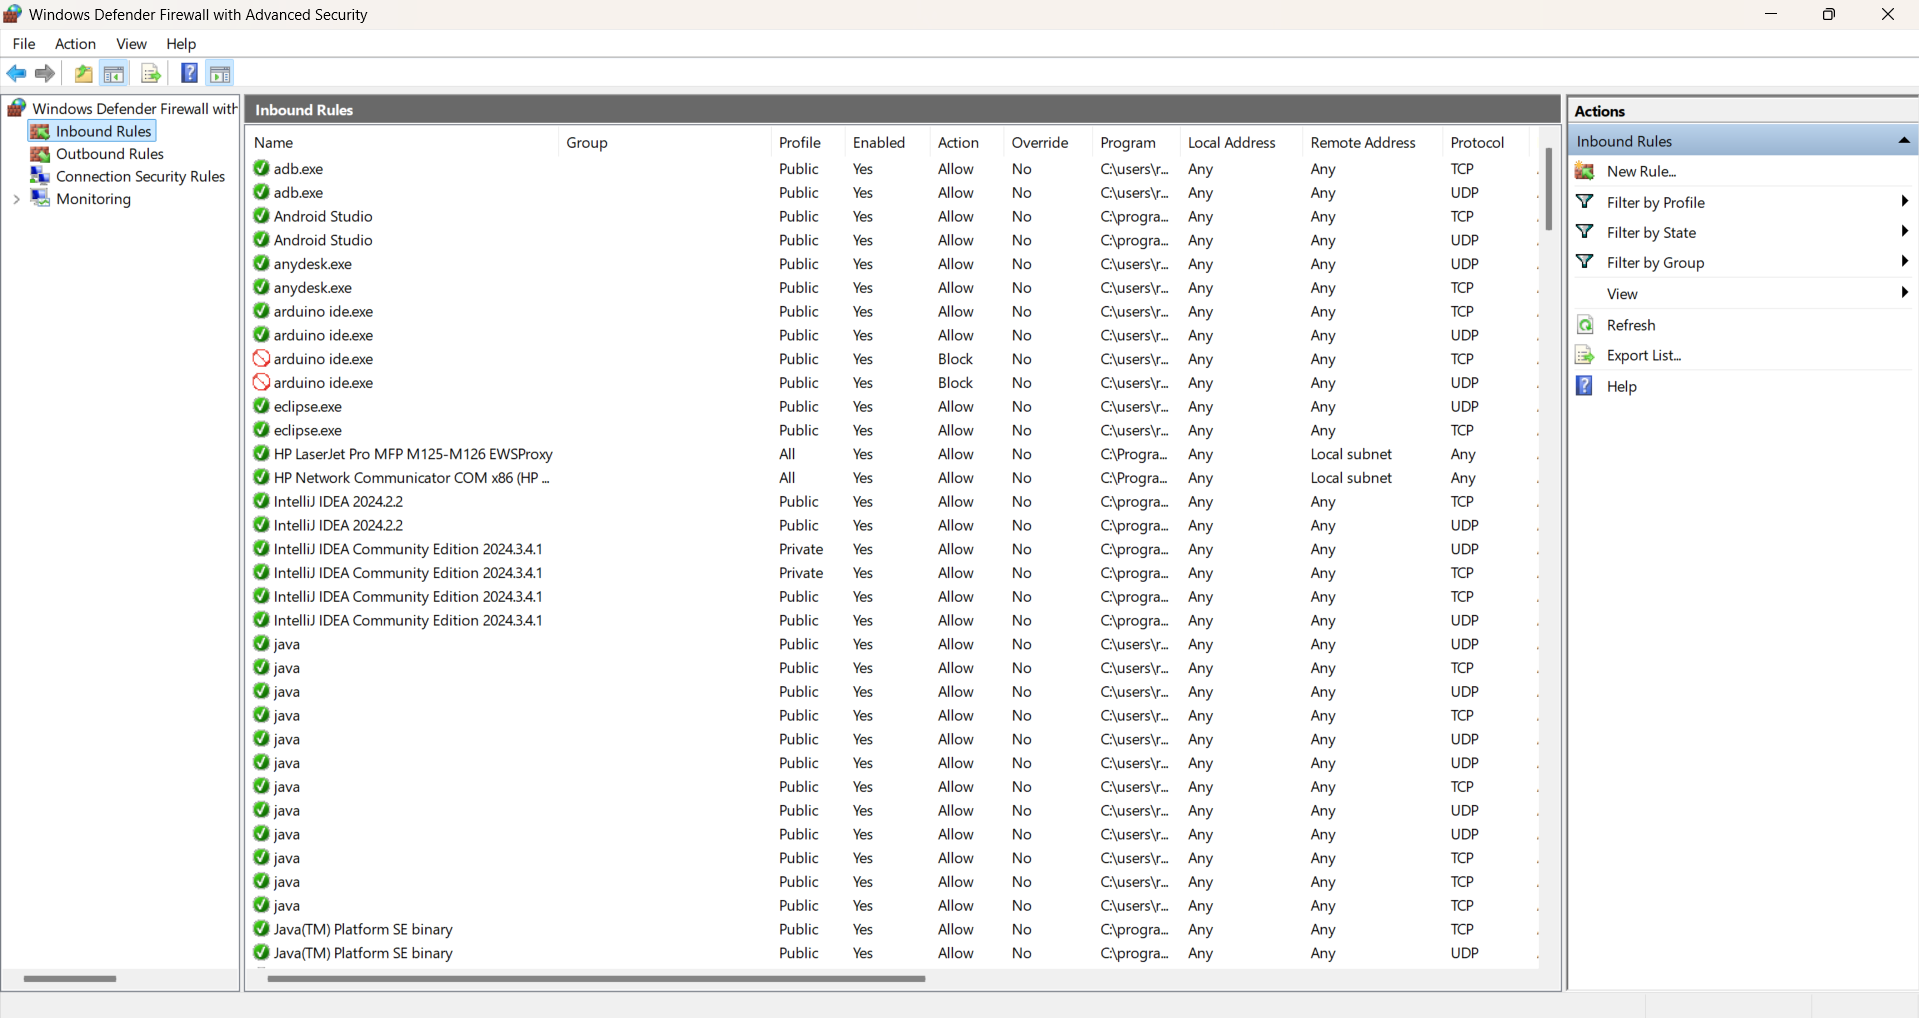 Windows Defender Firewall with Advanced Security
File Action View Help
Windows Defender Firewall with
Inbound Rules
Outbound Rules
Connection Security Rules
Monitoring
Inbound Rules
Name Group Profile Enabled Action Override Program Local Address Remote Address Protocol
adb.exe Public Yes Allow No C:\users\r... Any Any TCP
adb.exe Public Yes Allow No C:\users\r... Any Any UDP
Android Studio Public Yes Allow No C:\progra... Any Any TCP
Android Studio Public Yes Allow No C:\progra... Any Any UDP
anydesk.exe Public Yes Allow No C:\users\r... Any Any UDP
anydesk.exe Public Yes Allow No C:\users\r... Any Any TCP
arduino ide.exe Public Yes Allow No C:\users\r... Any Any TCP
arduino ide.exe Public Yes Allow No C:\users\r... Any Any UDP
arduino ide.exe Public Yes Block No C:\users\r... Any Any TCP
arduino ide.exe Public Yes Block No C:\users\r... Any Any UDP
eclipse.exe Public Yes Allow No C:\users\r... Any Any UDP
eclipse.exe Public Yes Allow No C:\users\r... Any Any TCP
HP LaserJet Pro MFP M125-M126 EWSProxy All Yes Allow No C:\Progra... Any Local subnet Any
HP Network Communicator COM x86 (HP ... All Yes Allow No C:\Progra... Any Local subnet Any
IntelliJ IDEA 2024.2.2 Public Yes Allow No C:\progra... Any Any TCP
IntelliJ IDEA 2024.2.2 Public Yes Allow No C:\progra... Any Any UDP
IntelliJ IDEA Community Edition 2024.3.4.1 Private Yes Allow No C:\progra... Any Any UDP
IntelliJ IDEA Community Edition 2024.3.4.1 Private Yes Allow No C:\progra... Any Any TCP
IntelliJ IDEA Community Edition 2024.3.4.1 Public Yes Allow No C:\progra... Any Any TCP
IntelliJ IDEA Community Edition 2024.3.4.1 Public Yes Allow No C:\progra... Any Any UDP
java Public Yes Allow No C:\users\r... Any Any UDP
java Public Yes Allow No C:\users\r... Any Any TCP
java Public Yes Allow No C:\users\r... Any Any UDP
java Public Yes Allow No C:\users\r... Any Any TCP
java Public Yes Allow No C:\users\r... Any Any UDP
java Public Yes Allow No C:\users\r... Any Any UDP
java Public Yes Allow No C:\users\r... Any Any TCP
java Public Yes Allow No C:\users\r... Any Any UDP
java Public Yes Allow No C:\users\r... Any Any UDP
java Public Yes Allow No C:\users\r... Any Any TCP
java Public Yes Allow No C:\users\r... Any Any TCP
java Public Yes Allow No C:\users\r... Any Any TCP
Java(TM) Platform SE binary Public Yes Allow No C:\progra... Any Any TCP
Java(TM) Platform SE binary Public Yes Allow No C:\progra... Any Any UDP
Actions
Inbound Rules
New Rule...
Filter by Profile
Filter by State
Filter by Group
View
Refresh
Export List...
Help